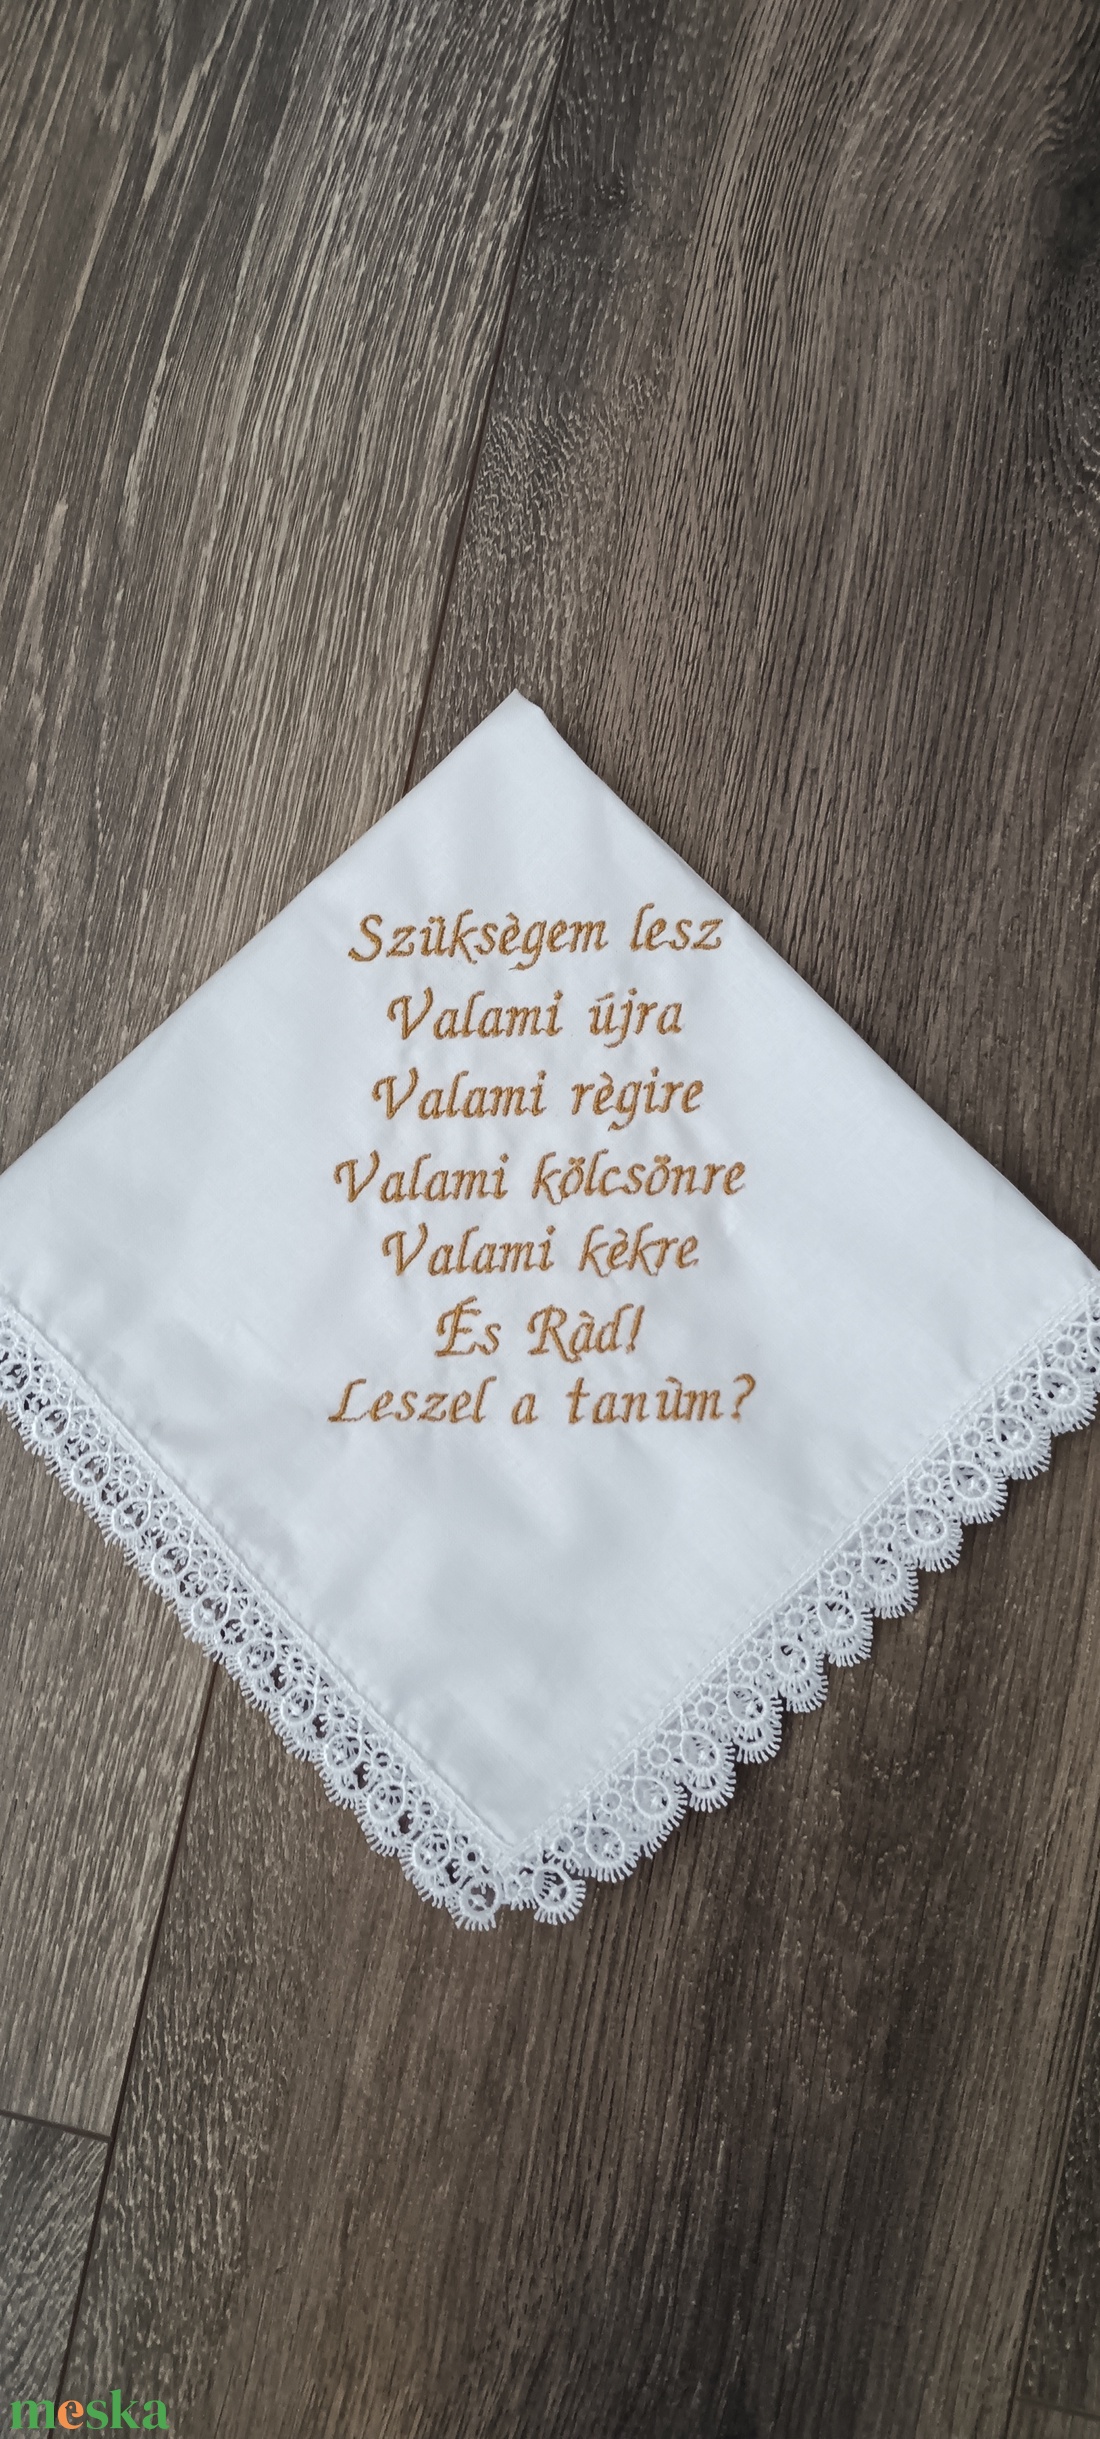 Szüksègem lesz
Valami újra
Valami règire
Valami kölcsönre
Valami kèkre
És Ràd!
Leszel a tanùm?
meska